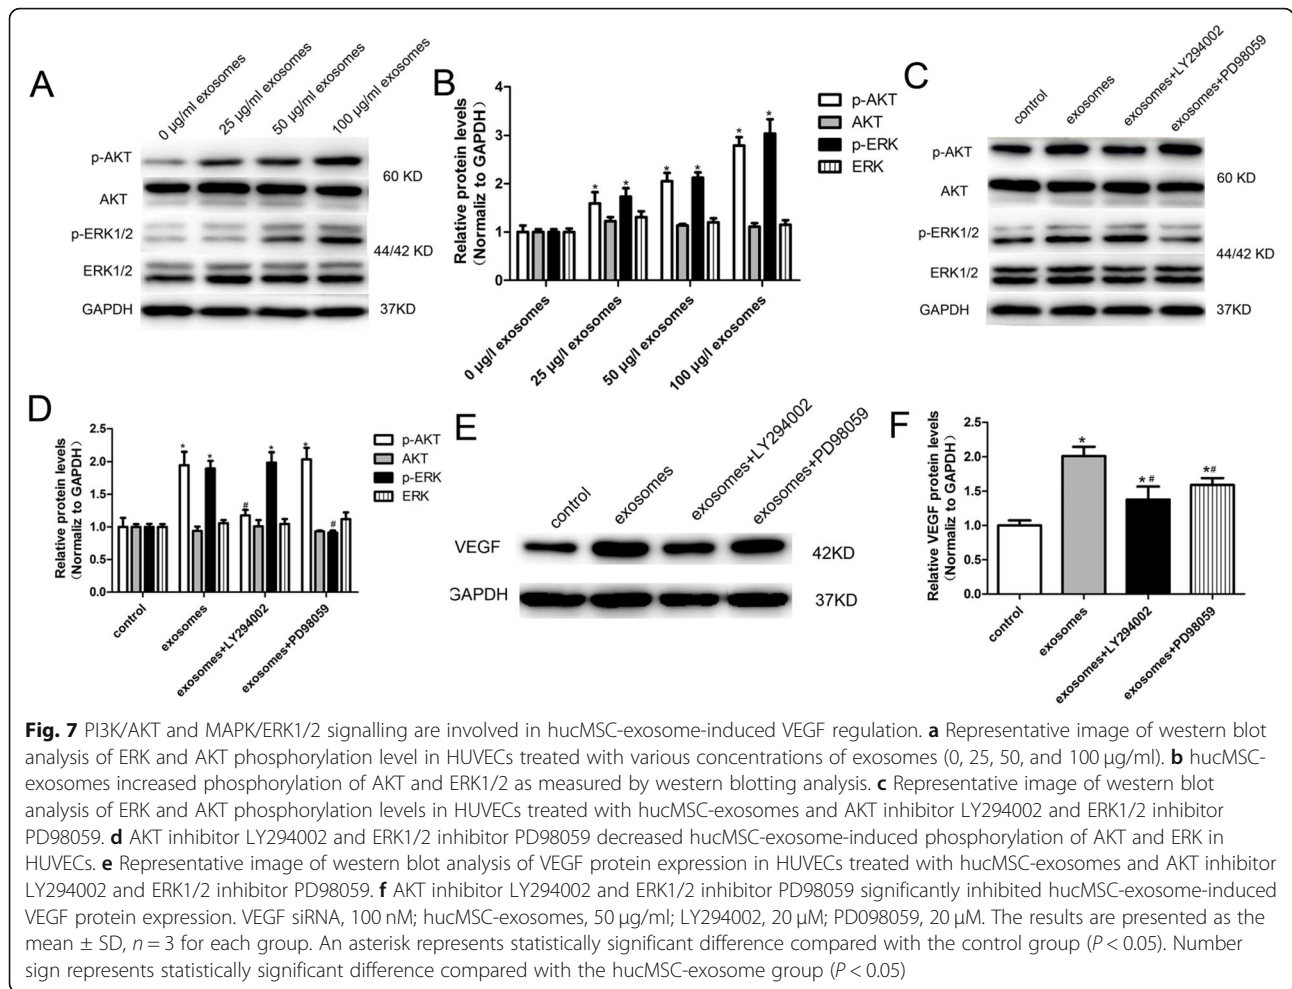 A
0 µg/ml exosomes
25 µg/ml exosomes
50 µg/ml exosomes
100 µg/ml exosomes
p-AKT
60 KD
AKT
p-ERK1/2
44/42 KD
ERK1/2
GAPDH
37KD
B
Relative protein levels
(Normaliz to GAPDH)
4
3
2
1
0
* * * * * *
p-AKT
AKT
p-ERK
ERK
0 µg/l exosomes
25 µg/l exosomes
50 µg/l exosomes
100 µg/l exosomes
C
control
exosomes
exosomes+LY294002
exosomes+PD98059
p-AKT
60 KD
AKT
p-ERK1/2
44/42 KD
ERK1/2
GAPDH
37KD
D
Relative protein levels
(Normaliz to GAPDH)
2.5
2.0
1.5
1.0
0.5
0.0
* * # * * #
p-AKT
AKT
p-ERK
ERK
control
exosomes
exosomes+LY294002
exosomes+PD98059
E
control
exosomes
exosomes+LY294002
exosomes+PD98059
VEGF
42KD
GAPDH
37KD
F
Relative VEGF protein levels
(Normaliz to GAPDH)
2.5
2.0
1.5
1.0
0.5
0.0
*
*#
*#
control
exosomes
exosomes+LY294002
exosomes+PD98059
Fig. 7 PI3K/AKT and MAPK/ERK1/2 signalling are involved in hucMSC-exosome-induced VEGF regulation. a Representative image of western blot
analysis of ERK and AKT phosphorylation level in HUVECs treated with various concentrations of exosomes (0, 25, 50, and 100 µg/ml). b hucMSC-
exosomes increased phosphorylation of AKT and ERK1/2 as measured by western blotting analysis. c Representative image of western blot
analysis of ERK and AKT phosphorylation levels in HUVECs treated with hucMSC-exosomes and AKT inhibitor LY294002 and ERK1/2 inhibitor
PD98059. d AKT inhibitor LY294002 and ERK1/2 inhibitor PD98059 decreased hucMSC-exosome-induced phosphorylation of AKT and ERK in
HUVECs. e Representative image of western blot analysis of VEGF protein expression in HUVECs treated with hucMSC-exosomes and AKT inhibitor
LY294002 and ERK1/2 inhibitor PD98059. f AKT inhibitor LY294002 and ERK1/2 inhibitor PD98059 significantly inhibited hucMSC-exosome-induced
VEGF protein expression. VEGF siRNA, 100 nM; hucMSC-exosomes, 50 µg/ml; LY294002, 20 µM; PD098059, 20 µM. The results are presented as the
mean ± SD, n = 3 for each group. An asterisk represents statistically significant difference compared with the control group (P < 0.05). Number
sign represents statistically significant difference compared with the hucMSC-exosome group (P < 0.05)